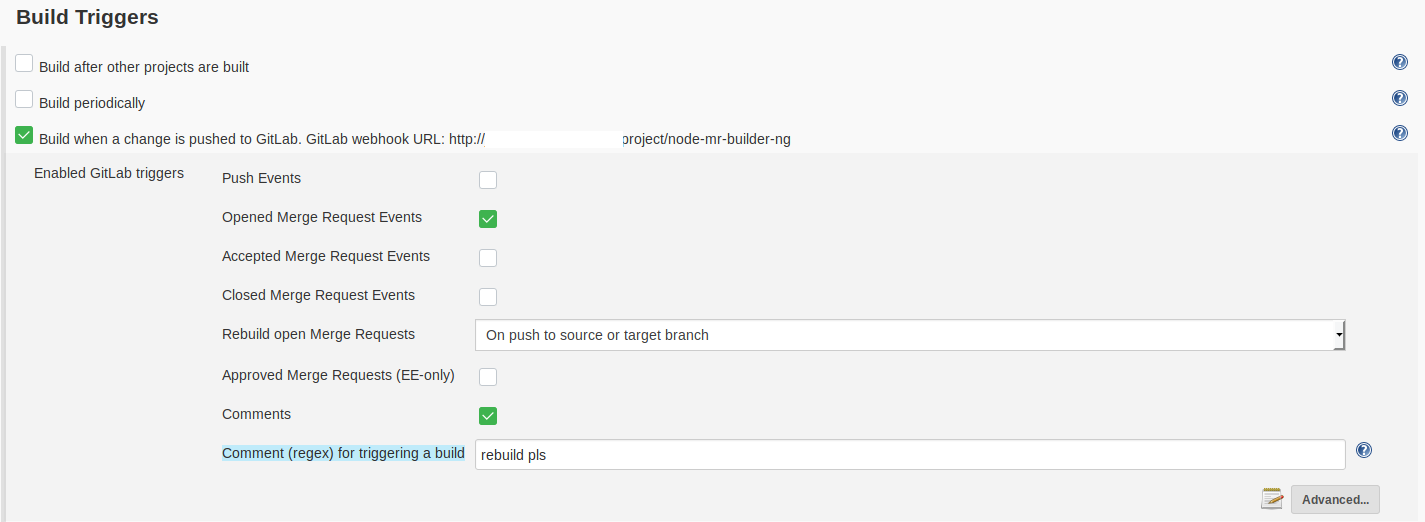 Build Triggers
Build after other projects are built
Build periodically
Build when a change is pushed to GitLab. GitLab webhook URL: http:// project/node-mr-builder-ng
Enabled GitLab triggers
Push Events
Opened Merge Request Events
Accepted Merge Request Events
Closed Merge Request Events
Rebuild open Merge Requests On push to source or target branch
Approved Merge Requests (EE-only)
Comments
Comment (regex) for triggering a build rebuild pls
Advanced...